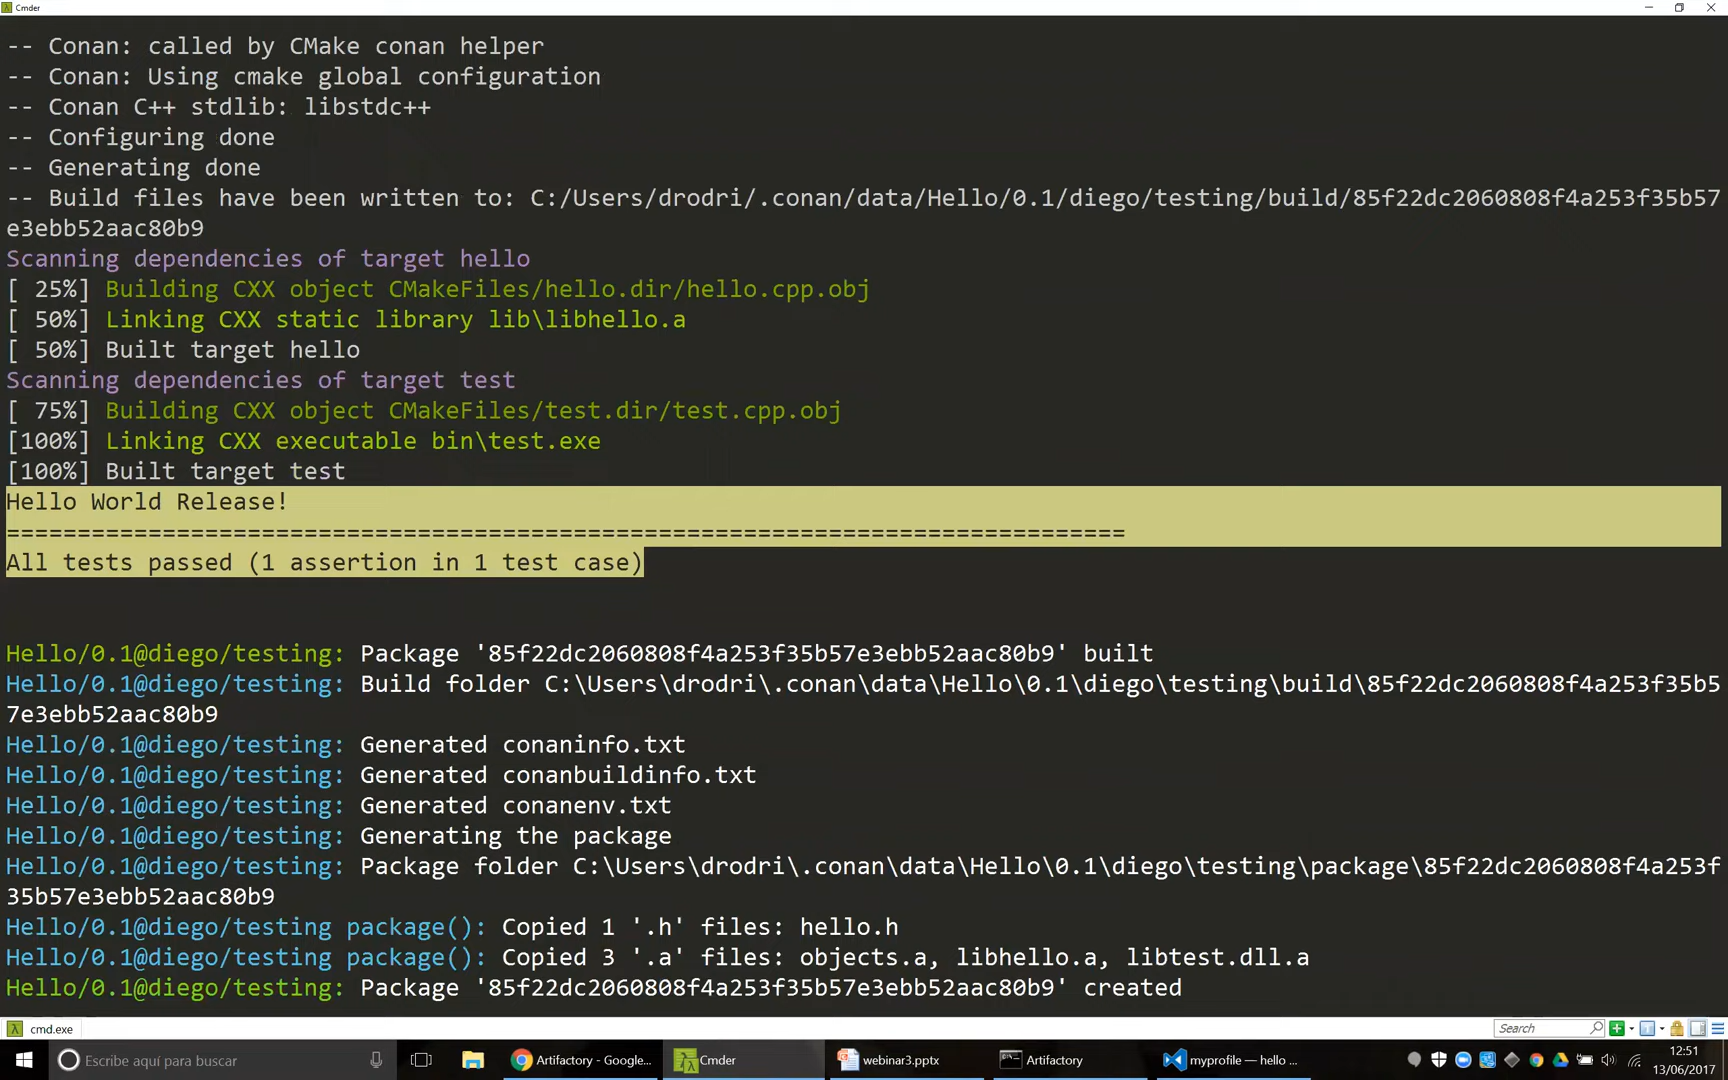 Cmder
-- Conan: called by CMake conan helper
-- Conan: Using cmake global configuration
-- Conan C++ stdlib: libstdc++
-- Configuring done
-- Generating done
-- Build files have been written to: C:/Users/drodri/.conan/data/Hello/0.1/diego/testing/build/85f22dc2060808f4a253f35b57
e3ebb52aac80b9
Scanning dependencies of target hello
[ 25%] Building CXX object CMakeFiles/hello.dir/hello.cpp.obj
[ 50%] Linking CXX static library lib\libhello.a
[ 50%] Built target hello
Scanning dependencies of target test
[ 75%] Building CXX object CMakeFiles/test.dir/test.cpp.obj
[100%] Linking CXX executable bin\test.exe
[100%] Built target test
Hello World Release!
===============================================================================
All tests passed (1 assertion in 1 test case)
Hello/0.1@diego/testing: Package '85f22dc2060808f4a253f35b57e3ebb52aac80b9' built
Hello/0.1@diego/testing: Build folder C:\Users\drodri\.conan\data\Hello\0.1\diego\testing\build\85f22dc2060808f4a253f35b5
7e3ebb52aac80b9
Hello/0.1@diego/testing: Generated conaninfo.txt
Hello/0.1@diego/testing: Generated conanbuildinfo.txt
Hello/0.1@diego/testing: Generated conanenv.txt
Hello/0.1@diego/testing: Generating the package
Hello/0.1@diego/testing: Package folder C:\Users\drodri\.conan\data\Hello\0.1\diego\testing\package\85f22dc2060808f4a253f
35b57e3ebb52aac80b9
Hello/0.1@diego/testing package(): Copied 1 '.h' files: hello.h
Hello/0.1@diego/testing package(): Copied 3 '.a' files: objects.a, libhello.a, libtest.dll.a
Hello/0.1@diego/testing: Package '85f22dc2060808f4a253f35b57e3ebb52aac80b9' created
cmd.exe
Search
Escribe aquí para buscar
Artifactory - Google...
Cmder
webinar3.pptx
Artifactory
myprofile — hello ...
12:51
13/06/2017